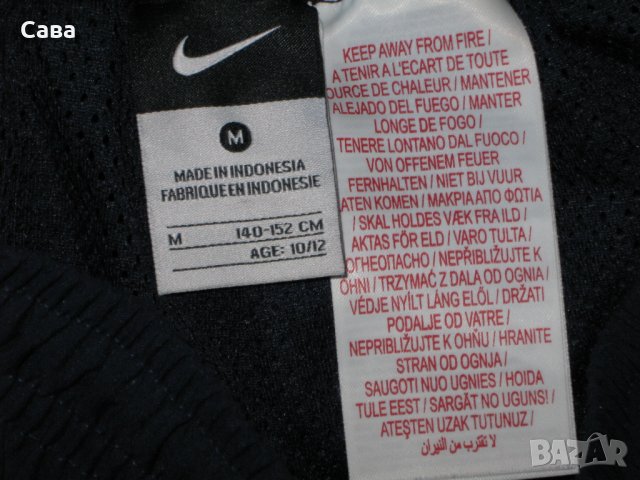 Caba
M
MADE IN INDONESIA
FABRIQUE EN INDONESIE
M 140-152 CM
AGE: 10/12
KEEP AWAY FROM FIRE /
A TENIR A L'ECART DE TOUTE
SOURCE DE CHALEUR / MANTENER
ALEJADO DEL FUEGO / MANTER
LONGE DE FOGO /
TENERE LONTANO DAL FUOCO /
VON OFFENEM FEUER
FERNHALTEN / NIET BIJ VUUR
LATEN KOMEN / ΜΑΚΡΙΑ ΑΠΟ ΦΩΤΙΑ
/ SKAL HOLDES VÆK FRA ILD /
AKTAS FÖR ELD / VARO TULTA /
ОГНЕОПАСНО / NEPŘIBLIŽUJTE K
OHNI / TRZYMAĆ Z DALA OD OGNIA /
VÉDJE NYÍLT LÁNG ELŐL / DRŽATI
PODALJE OD VATRE /
NEPRIBLIŽUJTE K OHŇU / HRANITE
STRAN OD OGNJA /
SAUGOTI NUO UGNIES / HOIDA
TULE EEST / SARGĀT NO UGUNS! /
ATEŞTEN UZAK TUTUNUZ /
لا تقترب من النيران
BAZAR